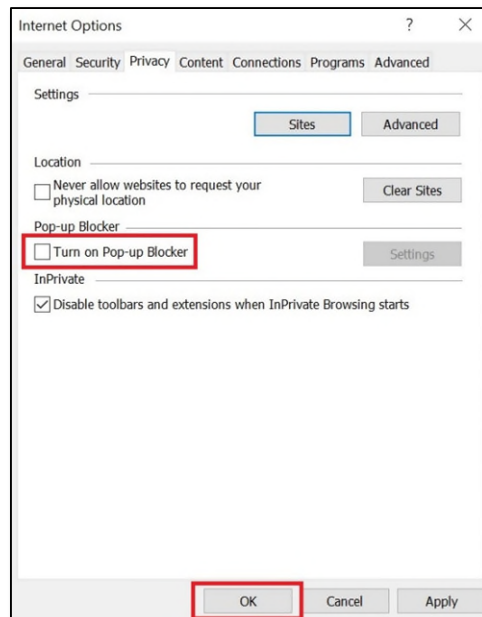 Internet Options ? ×
General Security Privacy Content Connections Programs Advanced
Settings
Sites Advanced
Location
Never allow websites to request your
physical location
Clear Sites
Pop-up Blocker
Turn on Pop-up Blocker
Settings
InPrivate
Disable toolbars and extensions when InPrivate Browsing starts
OK Cancel Apply